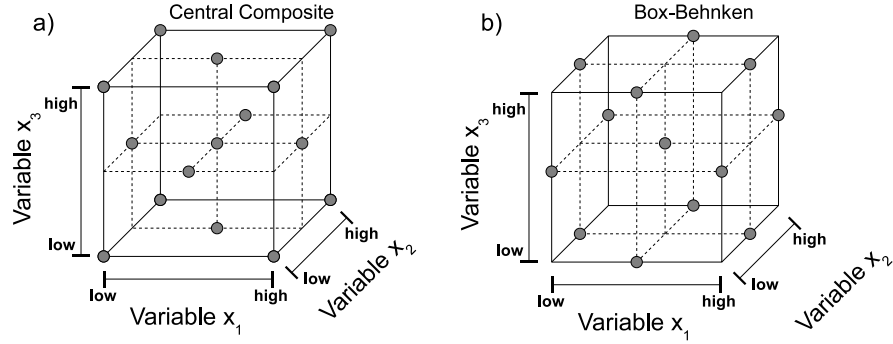 a)
Central Composite
high
Variable x3
low
low
high
Variable x1
low
high
Variable x2
b)
Box-Behnken
high
Variable x3
low
low
high
Variable x1
low
high
Variable x2